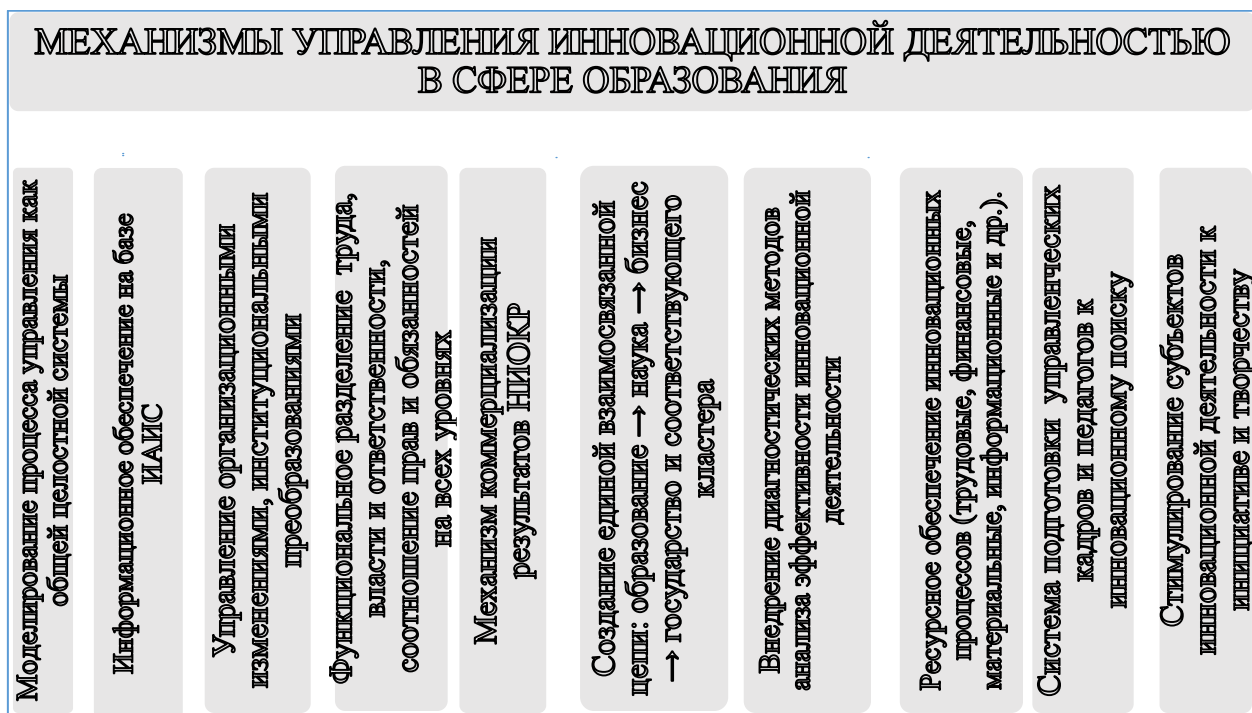 МЕХАНИЗМЫ УПРАВЛЕНИЯ ИННОВАЦИОННОЙ ДЕЯТЕЛЬНОСТЬЮ
В СФЕРЕ ОБРАЗОВАНИЯ
Моделирование процесса управления как
общей целостной системы
Информационное обеспечение на базе
ИАИС
Управление организационными
изменениями, институциональными
преобразованиями
Функциональное разделение труда,
власти и ответственности,
соотношение прав и обязанностей
на всех уровнях
Механизм коммерциализации
результатов НИОКР
Создание единой взаимосвязанной
цепи: образование → наука → бизнес
→ государство и соответствующего
кластера
Внедрение диагностических методов
анализа эффективности инновационной
деятельности
Ресурсное обеспечение инновационных
процессов (трудовые, финансовые,
материальные, информационные и др.).
Система подготовки управленческих
кадров и педагогов к
инновационному поиску
Стимулирование субъектов
инновационной деятельности к
инициативе и творчеству